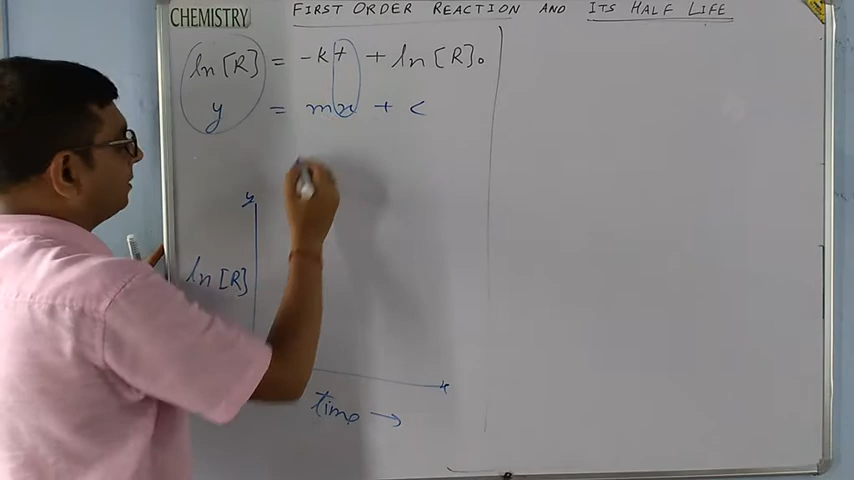 CHEMISTRY
FIRST ORDER REACTION AND ITS HALF LIFE
ln [R] = -kt + ln [R]₀
y = mx + c
y
ln [R]
x
time →